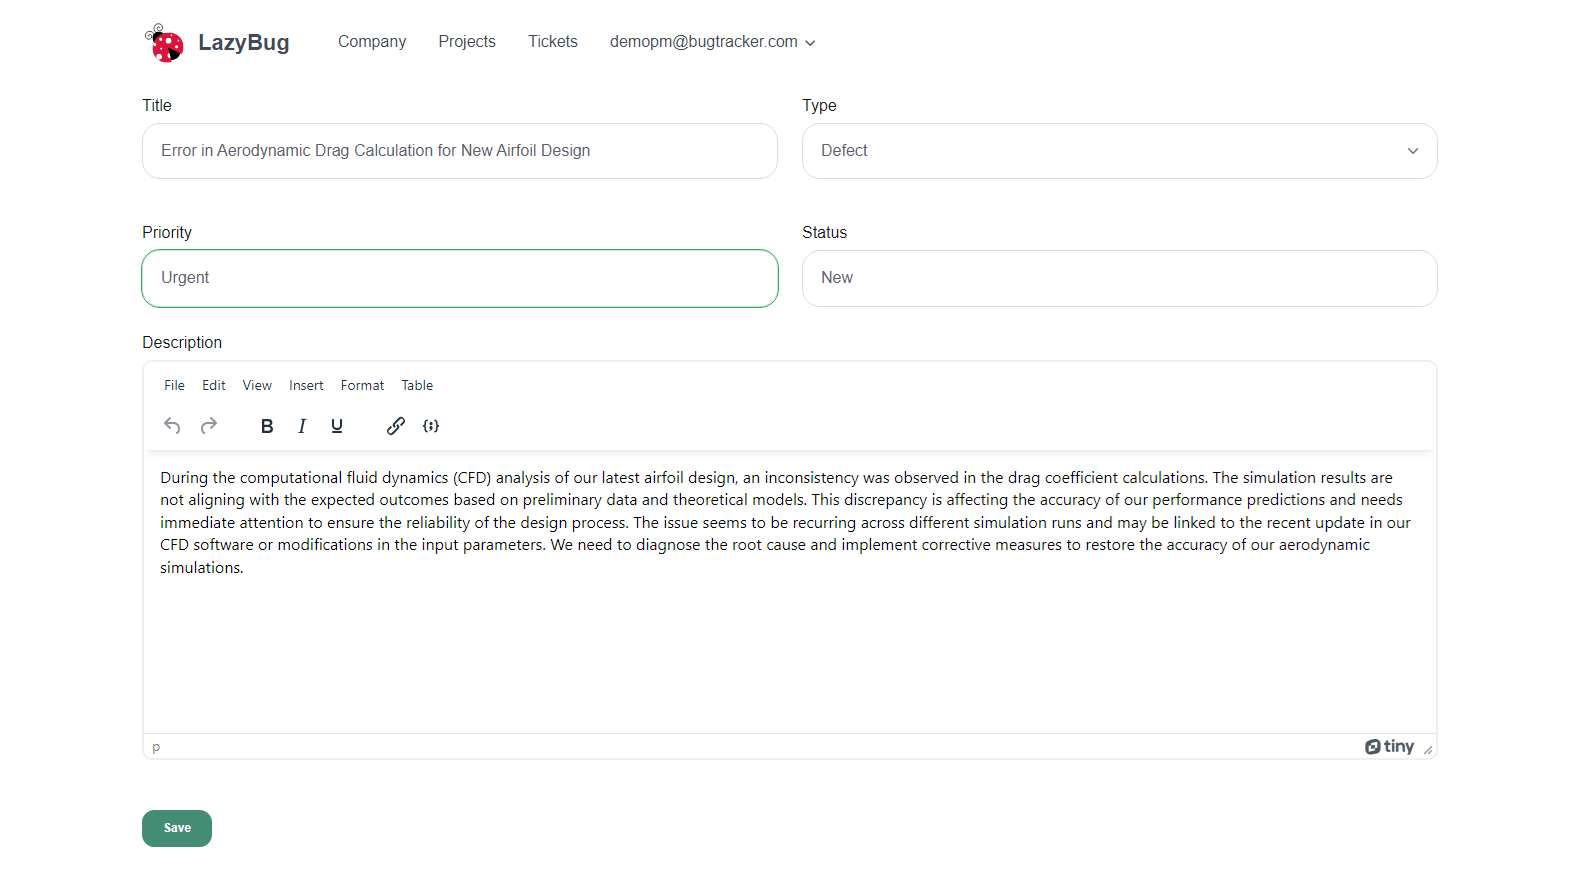 LazyBug Company Projects Tickets demopm@bugtracker.com
Title Type
Error in Aerodynamic Drag Calculation for New Airfoil Design Defect
Priority Status
Urgent New
Description
File Edit View Insert Format Table
B I U
During the computational fluid dynamics (CFD) analysis of our latest airfoil design, an inconsistency was observed in the drag coefficient calculations. The simulation results are
not aligning with the expected outcomes based on preliminary data and theoretical models. This discrepancy is affecting the accuracy of our performance predictions and needs
immediate attention to ensure the reliability of the design process. The issue seems to be recurring across different simulation runs and may be linked to the recent update in our
CFD software or modifications in the input parameters. We need to diagnose the root cause and implement corrective measures to restore the accuracy of our aerodynamic
simulations.
p tiny
Save